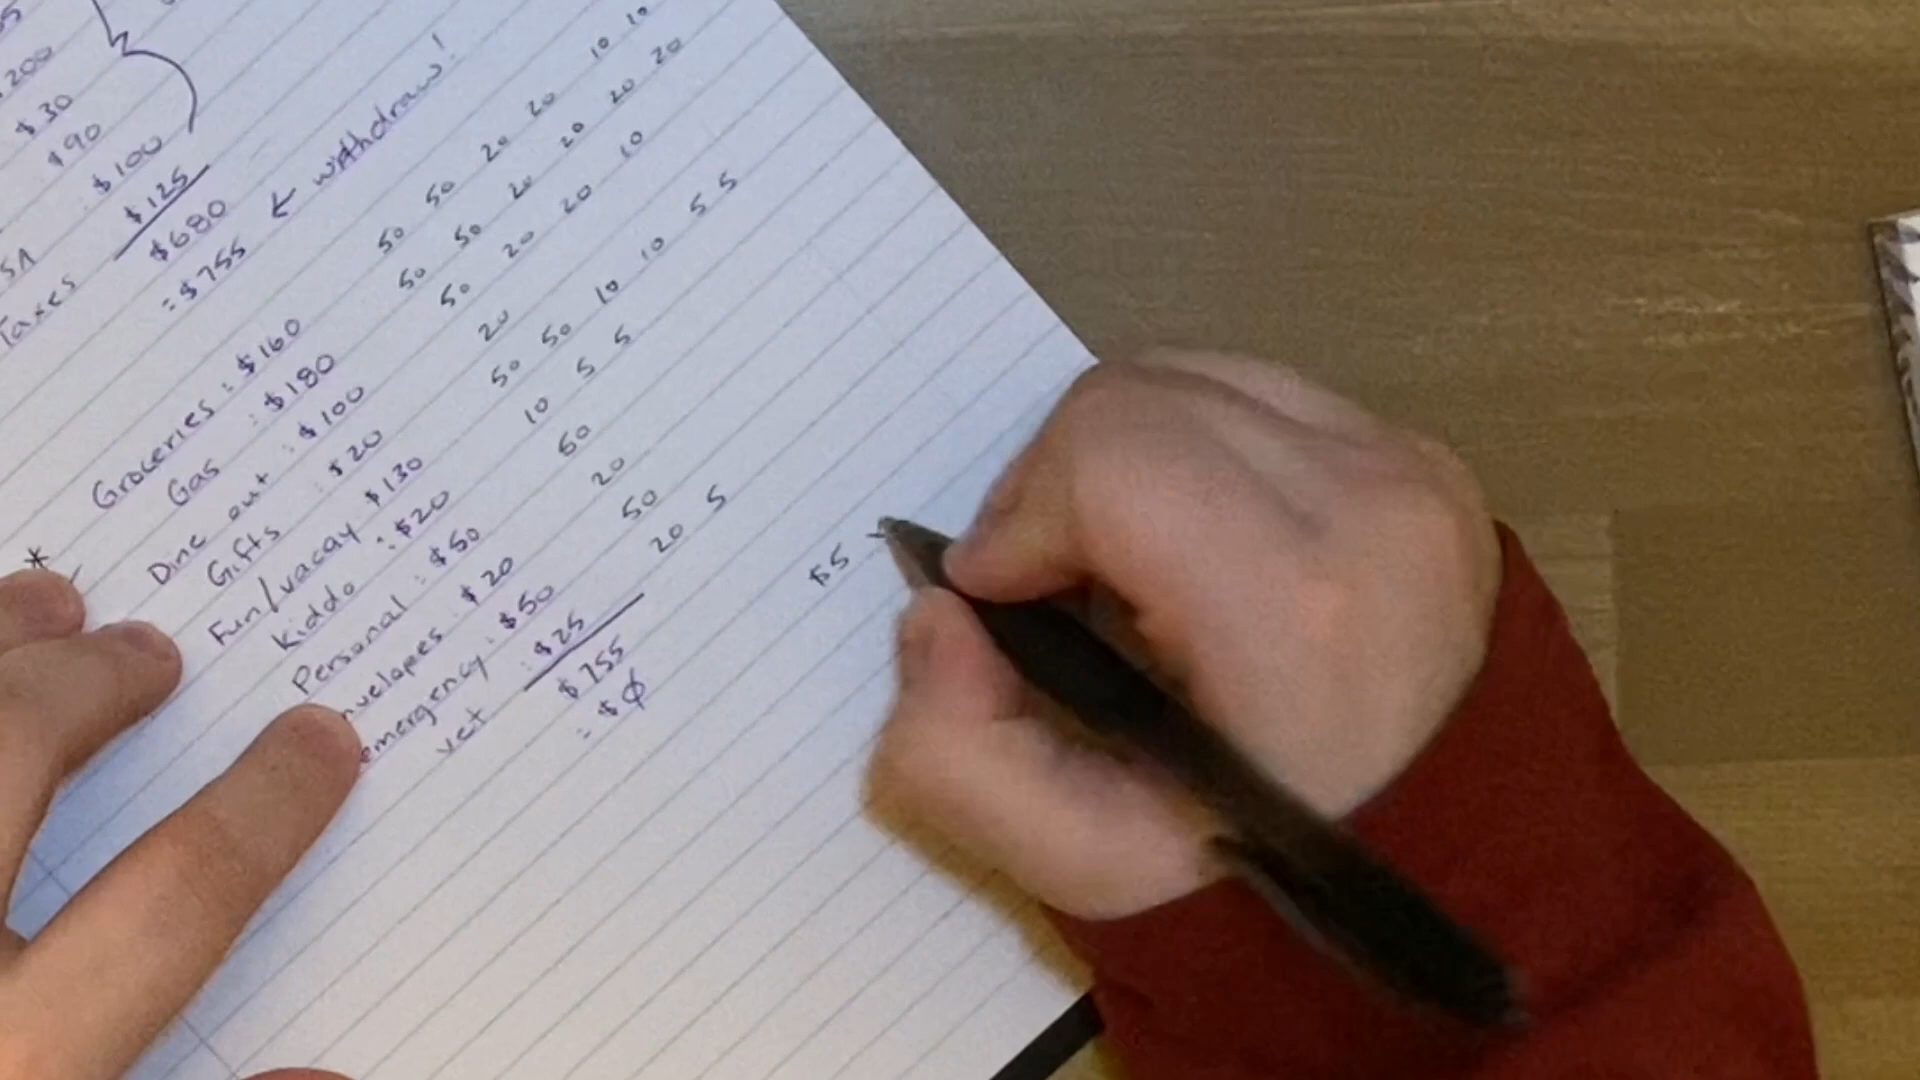 200
$30
$90
SA : $100
Taxes $125
$680
= $755 ← withdraw!
* Groceries : $160 50 50 20 20 10 10
Gas : $180 50 50 20 20 20 20
Dine out : $100 50 20 20 10
Gifts : $20 20
Fun/vacay $130 50 50 10 10 5 5
Kiddo : $20 10 5 5
Personal : $50 50
nvelopes : $20 20
emergency : $50 50
vet : $25 20 5
$755
= $0
$5 -